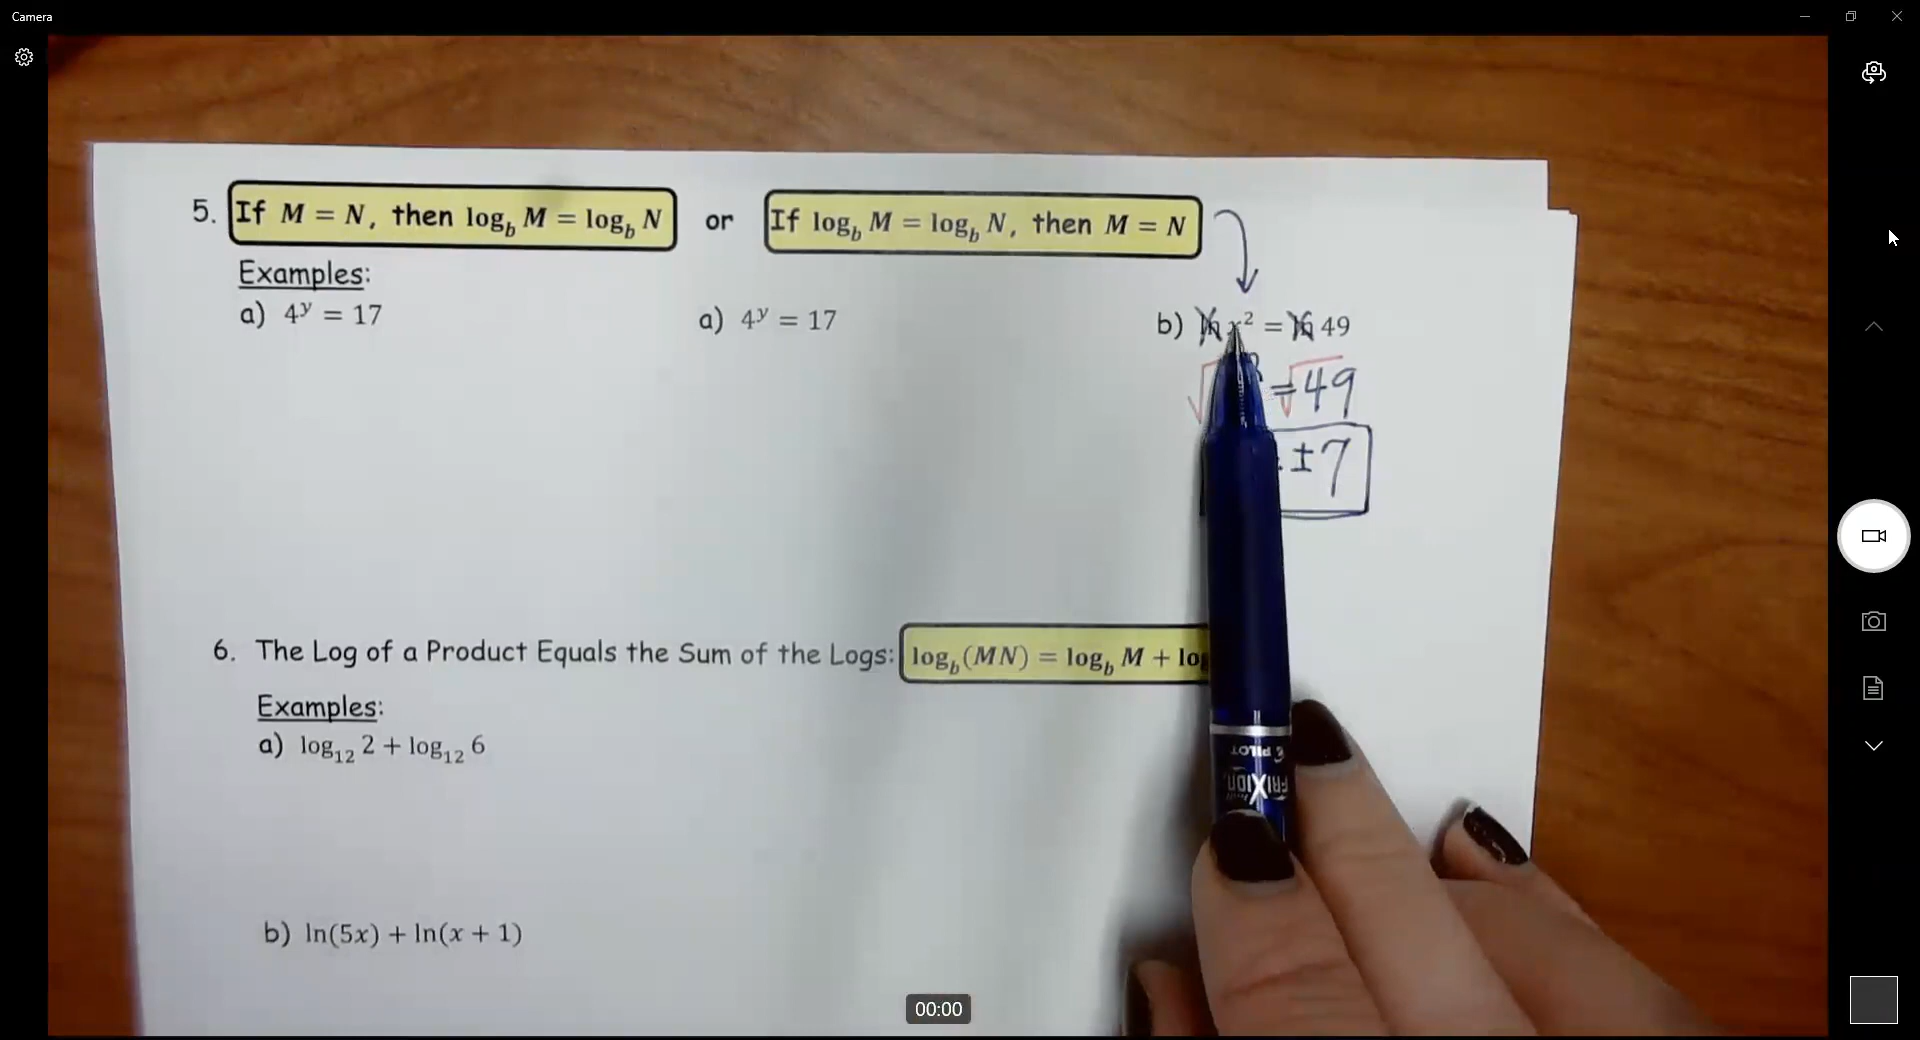 Camera
5. If M = N, then log_b M = log_b N or If log_b M = log_b N, then M = N
Examples:
a) 4^y = 17 a) 4^y = 17 b) ln x² = ln 49
= 49
± 7
6. The Log of a Product Equals the Sum of the Logs: log_b(MN) = log_b M + lo
Examples:
a) log₁₂ 2 + log₁₂ 6
PILOT
FRIXION
b) ln(5x) + ln(x + 1)
00:00